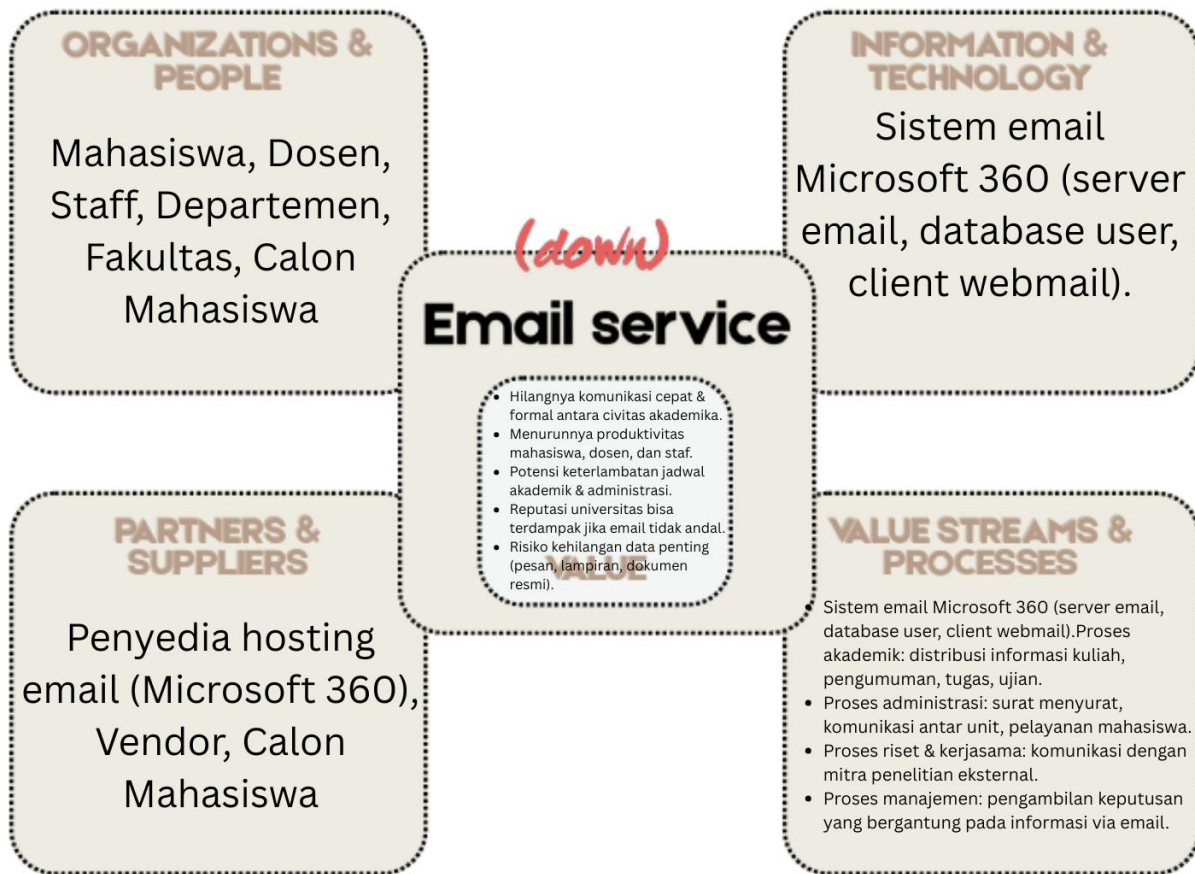 ORGANIZATIONS &
PEOPLE
Mahasiswa, Dosen,
Staff, Departemen,
Fakultas, Calon
Mahasiswa
INFORMATION &
TECHNOLOGY
Sistem email
Microsoft 360 (server
email, database user,
client webmail).
(down)
Email service
• Hilangnya komunikasi cepat &
formal antara civitas akademika.
• Menurunnya produktivitas
mahasiswa, dosen, dan staf.
• Potensi keterlambatan jadwal
akademik & administrasi.
• Reputasi universitas bisa
terdampak jika email tidak andal.
• Risiko kehilangan data penting
(pesan, lampiran, dokumen
resmi).
VALUE
PARTNERS &
SUPPLIERS
Penyedia hosting
email (Microsoft 360),
Vendor, Calon
Mahasiswa
VALUE STREAMS &
PROCESSES
• Sistem email Microsoft 360 (server email,
database user, client webmail).Proses
akademik: distribusi informasi kuliah,
pengumuman, tugas, ujian.
• Proses administrasi: surat menyurat,
komunikasi antar unit, pelayanan mahasiswa.
• Proses riset & kerjasama: komunikasi dengan
mitra penelitian eksternal.
• Proses manajemen: pengambilan keputusan
yang bergantung pada informasi via email.